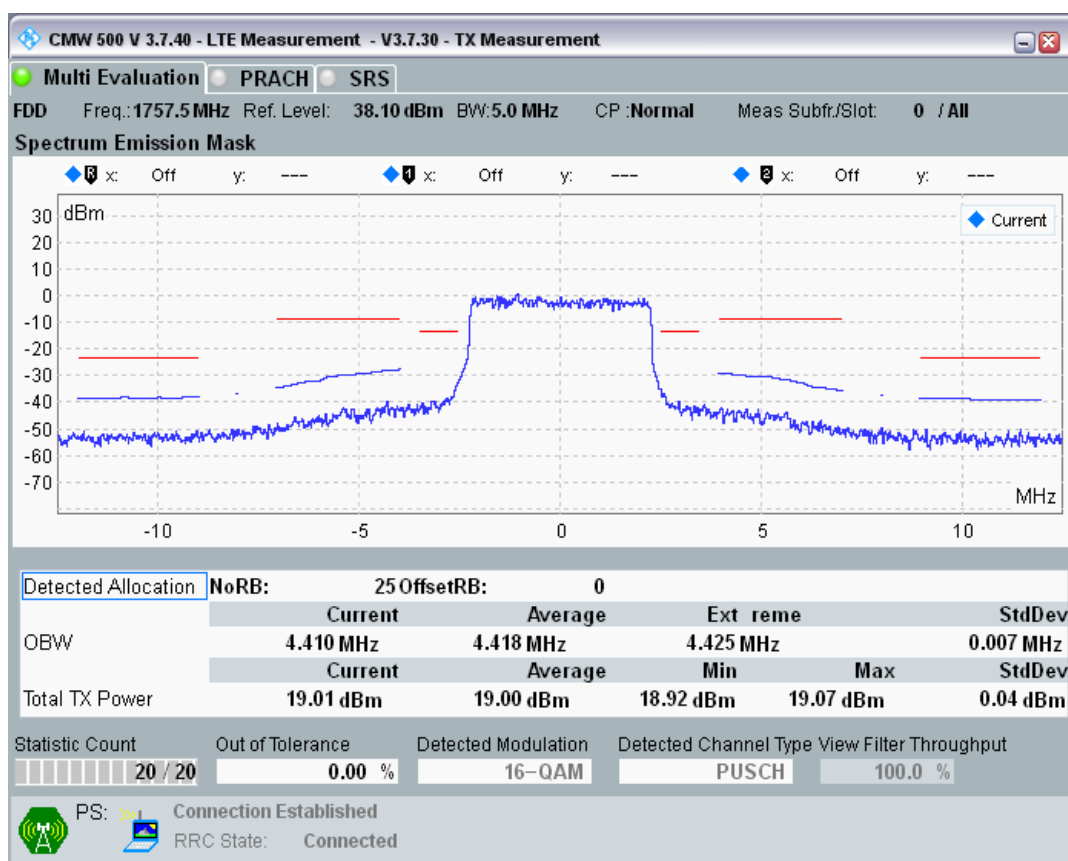 CMW 500 V 3.7.40 - LTE Measurement - V3.7.30 - TX Measurement
Multi Evaluation PRACH SRS
FDD Freq.: 1757.5 MHz Ref. Level: 38.10 dBm BW: 5.0 MHz CP : Normal Meas Subfr./Slot: 0 / All
Spectrum Emission Mask
R x: Off y: --- 1 x: Off y: --- 2 x: Off y: ---
dBm
Current
30
20
10
0
-10
-20
-30
-40
-50
-60
-70
MHz
-10 -5 0 5 10
Detected Allocation NoRB: 25 OffsetRB: 0
Current Average Ext reme StdDev
OBW 4.410 MHz 4.418 MHz 4.425 MHz 0.007 MHz
Current Average Min Max StdDev
Total TX Power 19.01 dBm 19.00 dBm 18.92 dBm 19.07 dBm 0.04 dBm
Statistic Count Out of Tolerance Detected Modulation Detected Channel Type View Filter Throughput
20 / 20 0.00 % 16-QAM PUSCH 100.0 %
PS: Connection Established
RRC State: Connected